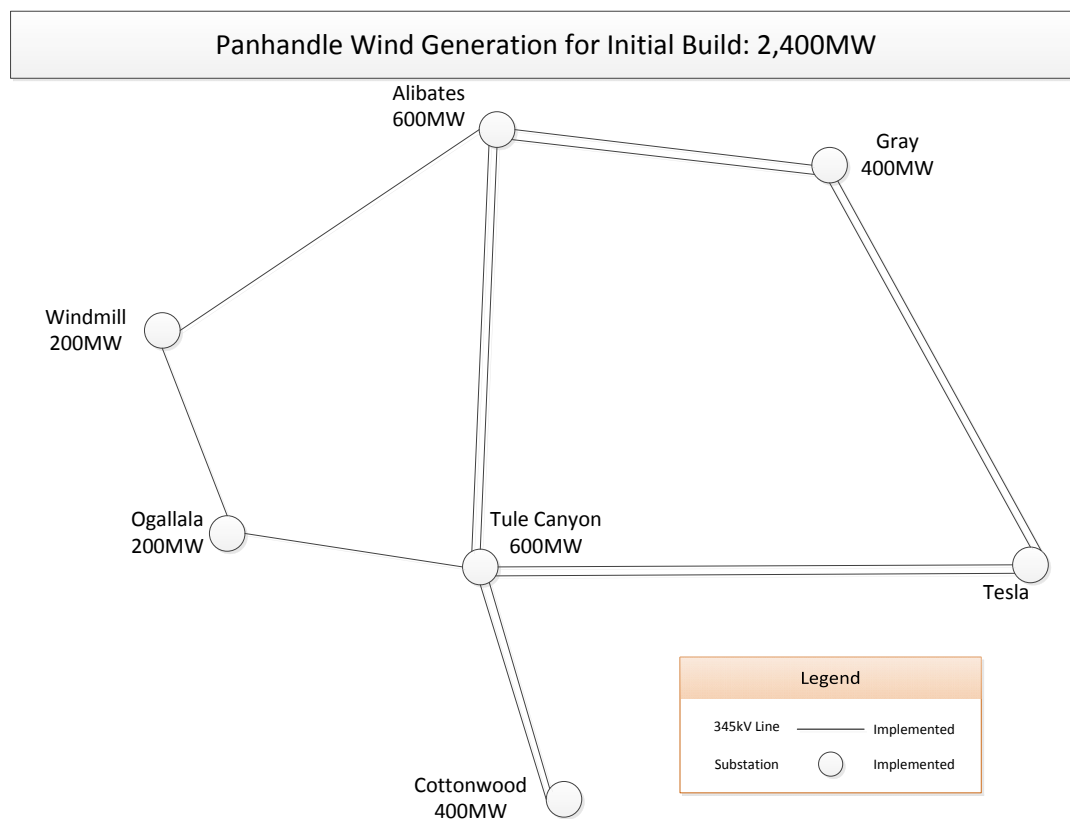 Panhandle Wind Generation for Initial Build: 2,400MW
Alibates
600MW
Gray
400MW
Windmill
200MW
Ogallala
200MW
Tule Canyon
600MW
Tesla
Cottonwood
400MW
Legend
345kV Line Implemented
Substation Implemented